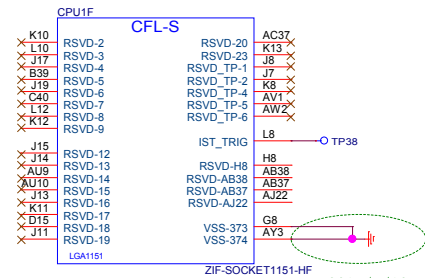 CPU1F
CFL-S
K10 RSVD-2 RSVD-20 AC37
L10 RSVD-3 RSVD-23 K13
J17 RSVD-4 RSVD_TP-1 J8
B39 RSVD-5 RSVD_TP-2 J7
J19 RSVD-6 RSVD_TP-4 K8
C40 RSVD-7 RSVD_TP-5 AV1
L12 RSVD-8 RSVD_TP-6 AW2
K12 RSVD-9
IST_TRIG L8 TP38
J15 RSVD-12
J14 RSVD-13 RSVD-H8 H8
AU9 RSVD-14 RSVD-AB38 AB38
AU10 RSVD-15 RSVD-AB37 AB37
J13 RSVD-16 RSVD-AJ22 AJ22
K11 RSVD-17
D15 RSVD-18 VSS-373 G8
J11 RSVD-19 VSS-374 AY3
LGA1151
ZIF-SOCKET1151-HF